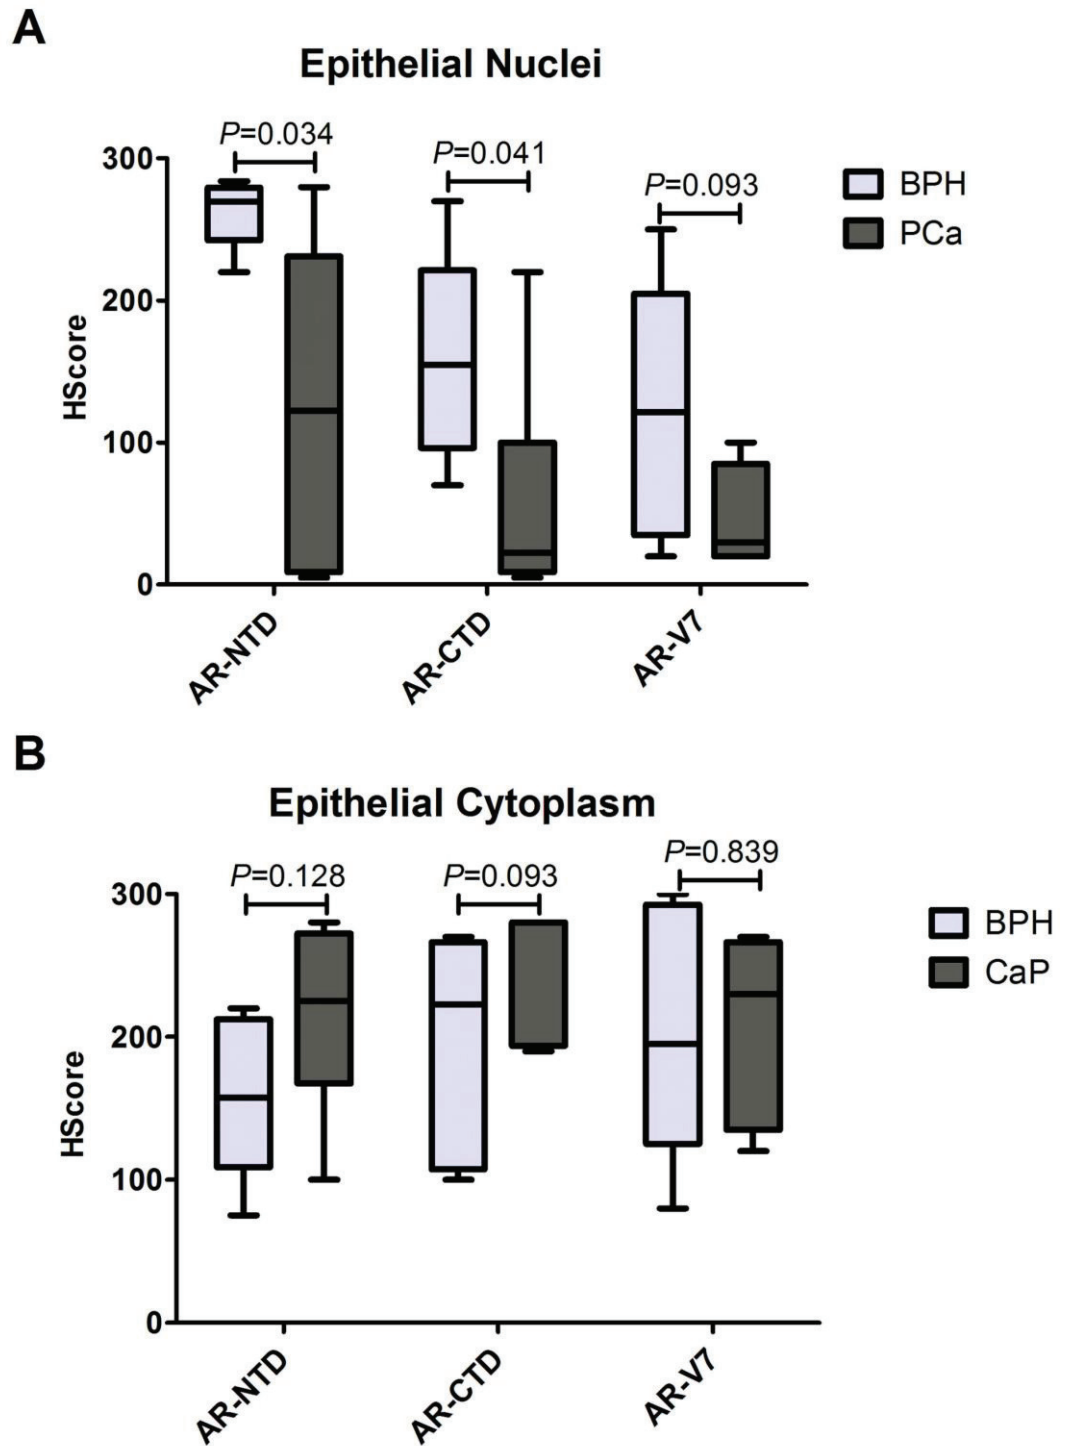 A
Epithelial Nuclei
P=0.034
P=0.041
P=0.093
300
200
100
0
HScore
BPH
PCa
AR-NTD
AR-CTD
AR-V7
B
Epithelial Cytoplasm
P=0.128
P=0.093
P=0.839
300
200
100
0
HScore
BPH
CaP
AR-NTD
AR-CTD
AR-V7